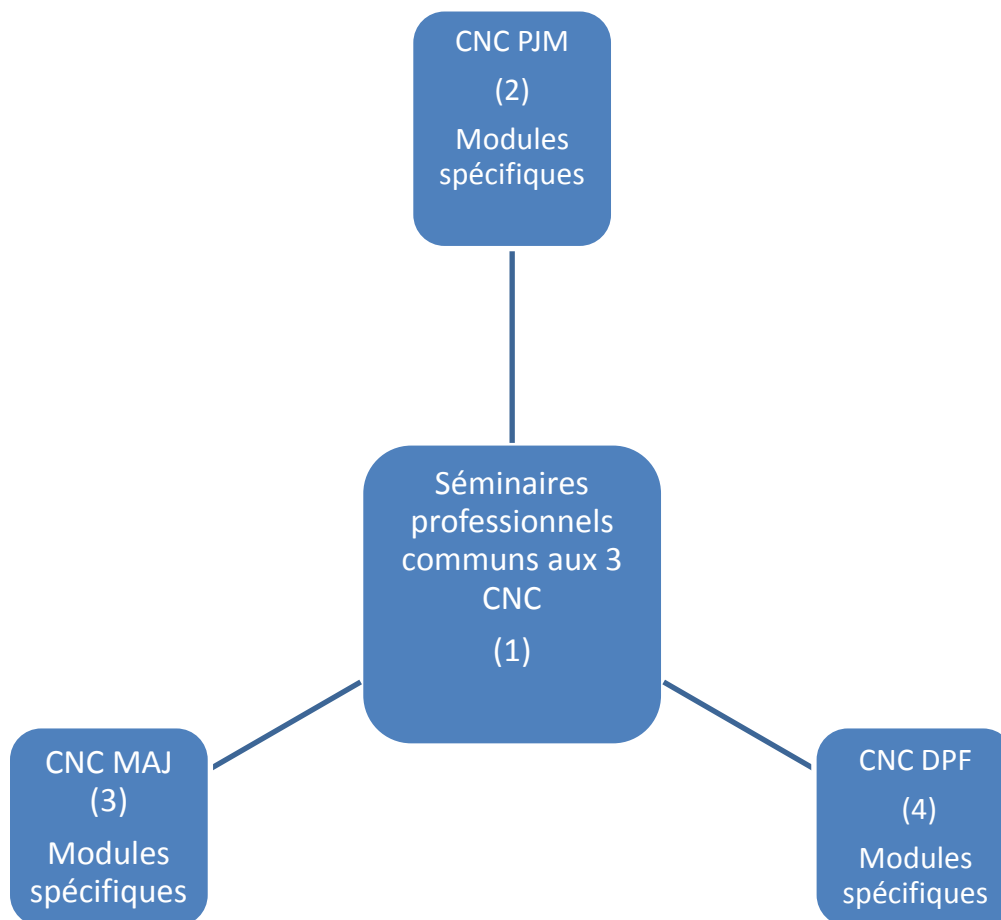 CNC PJM
(2)
Modules
spécifiques
Séminaires
professionnels
communs aux 3
CNC
(1)
CNC MAJ
(3)
Modules
spécifiques
CNC DPF
(4)
Modules
spécifiques